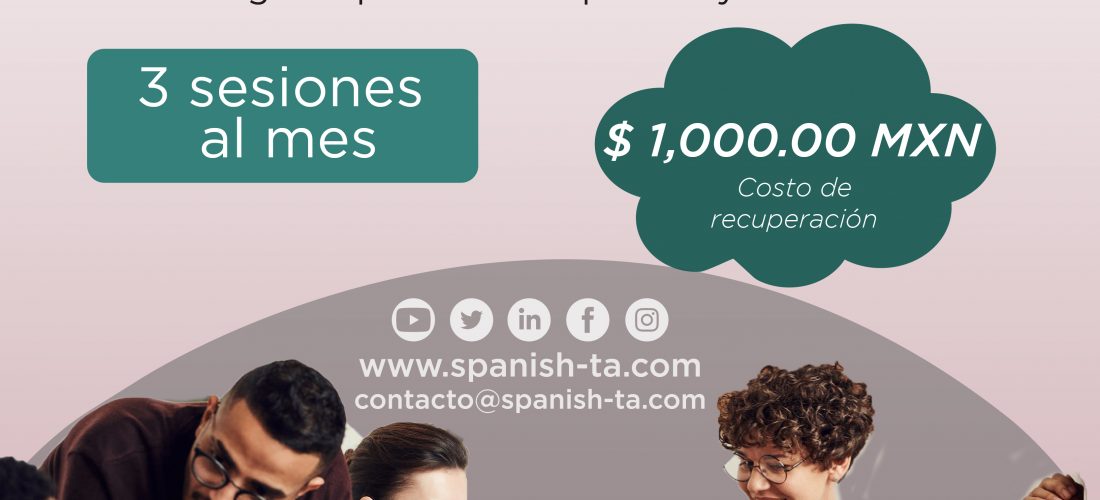 3 sesiones
al mes
$ 1,000.00 MXN
Costo de
recuperación
www.spanish-ta.com
contacto@spanish-ta.com